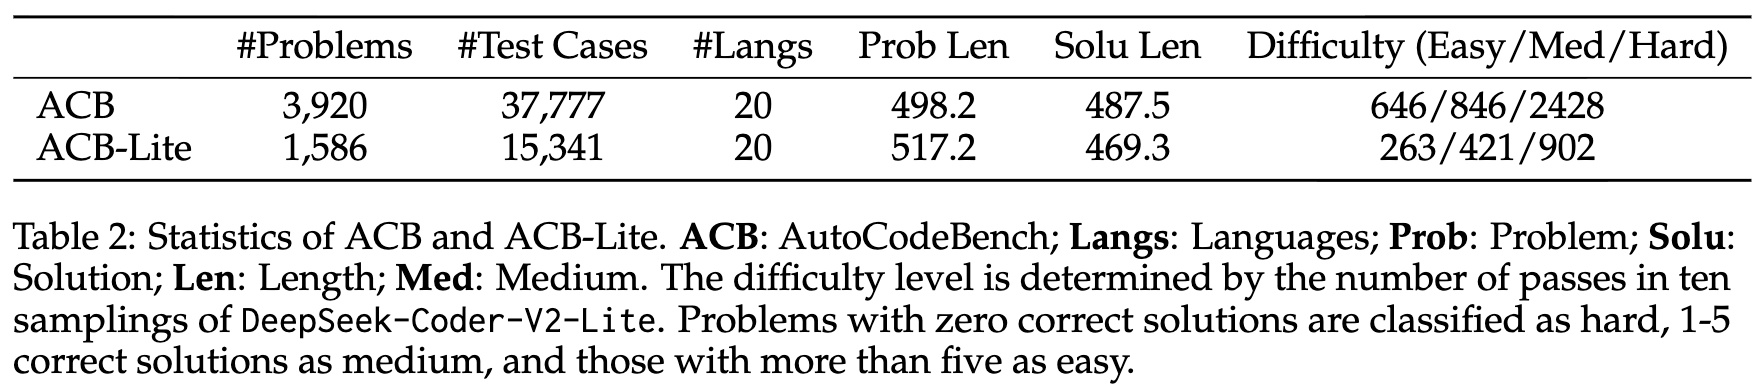 #Problems #Test Cases #Langs Prob Len Solu Len Difficulty (Easy/Med/Hard)
ACB 3,920 37,777 20 498.2 487.5 646/846/2428
ACB-Lite 1,586 15,341 20 517.2 469.3 263/421/902
Table 2: Statistics of ACB and ACB-Lite. ACB: AutoCodeBench; Langs: Languages; Prob: Problem; Solu:
Solution; Len: Length; Med: Medium. The difficulty level is determined by the number of passes in ten
samplings of DeepSeek-Coder-V2-Lite. Problems with zero correct solutions are classified as hard, 1-5
correct solutions as medium, and those with more than five as easy.